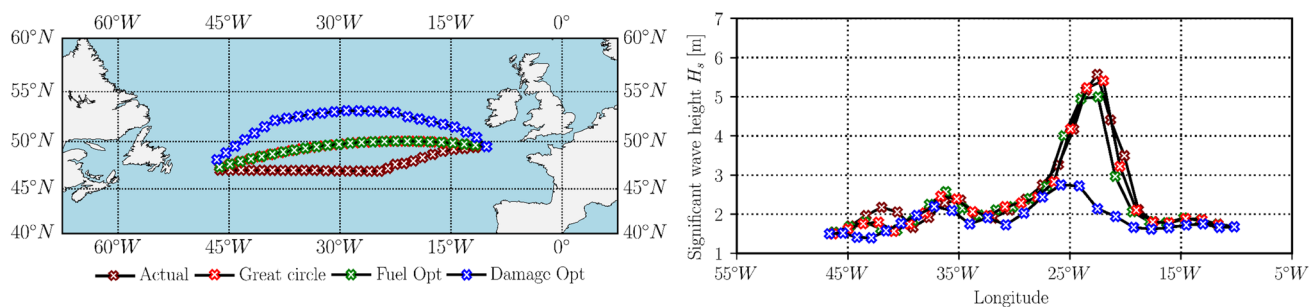 60°W 45°W 30°W 15°W 0°
60°N 60°N
55°N 55°N
50°N 50°N
45°N 45°N
40°N 40°N
60°W 45°W 30°W 15°W 0°
Actual Great circle Fuel Opt Damage Opt
Significant wave height H_s [m]
7
6
5
4
3
2
1
55°W 45°W 35°W 25°W 15°W 5°W
Longitude